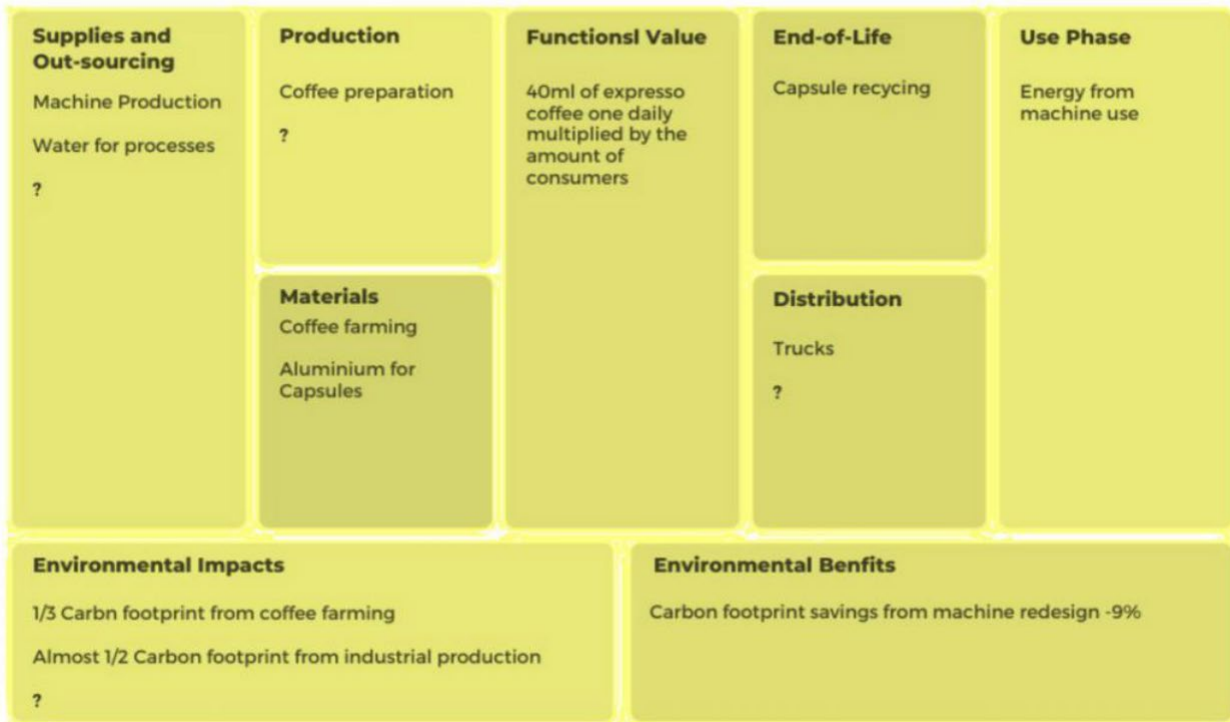 Supplies and
Out-sourcing
Machine Production
Water for processes
?
Production
Coffee preparation
?
Materials
Coffee farming
Aluminium for
Capsules
Functionsl Value
40ml of expresso
coffee one daily
multiplied by the
amount of
consumers
End-of-Life
Capsule recycing
Distribution
Trucks
?
Use Phase
Energy from
machine use
Environmental Impacts
1/3 Carbn footprint from coffee farming
Almost 1/2 Carbon footprint from industrial production
?
Environmental Benfits
Carbon footprint savings from machine redesign -9%